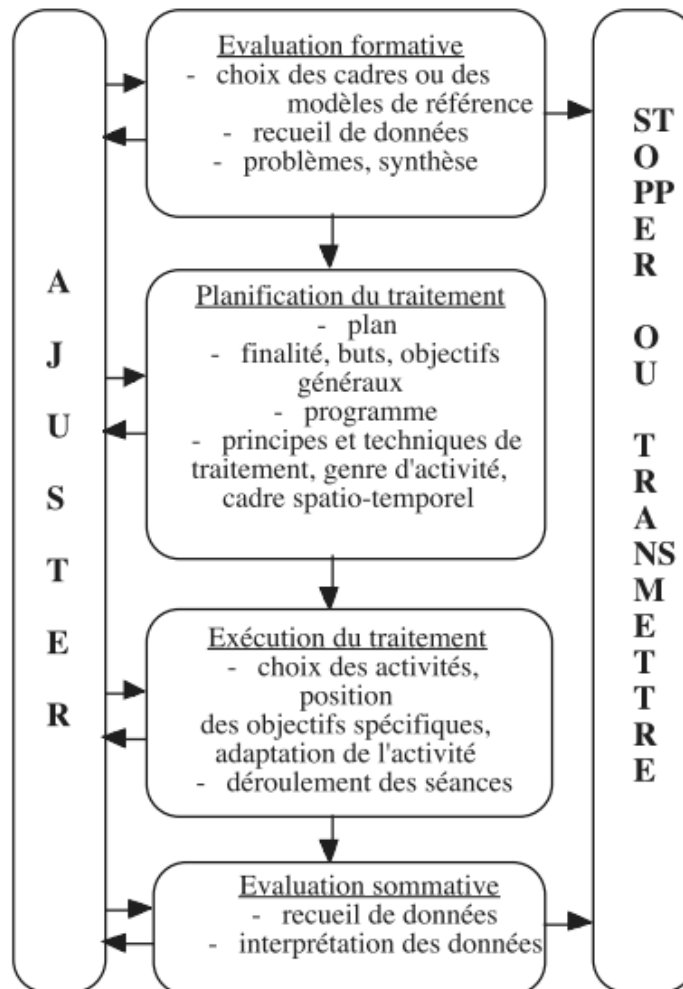 A
J
U
S
T
E
R
Evaluation formative
- choix des cadres ou des
modèles de référence
- recueil de données
- problèmes, synthèse
Planification du traitement
- plan
- finalité, buts, objectifs
généraux
- programme
- principes et techniques de
traitement, genre d'activité,
cadre spatio-temporel
Exécution du traitement
- choix des activités,
position
des objectifs spécifiques,
adaptation de l'activité
- déroulement des séances
Evaluation sommative
- recueil de données
- interprétation des données
ST
O
PP
E
R
O
U
T
R
A
NS
M
E
T
T
R
E